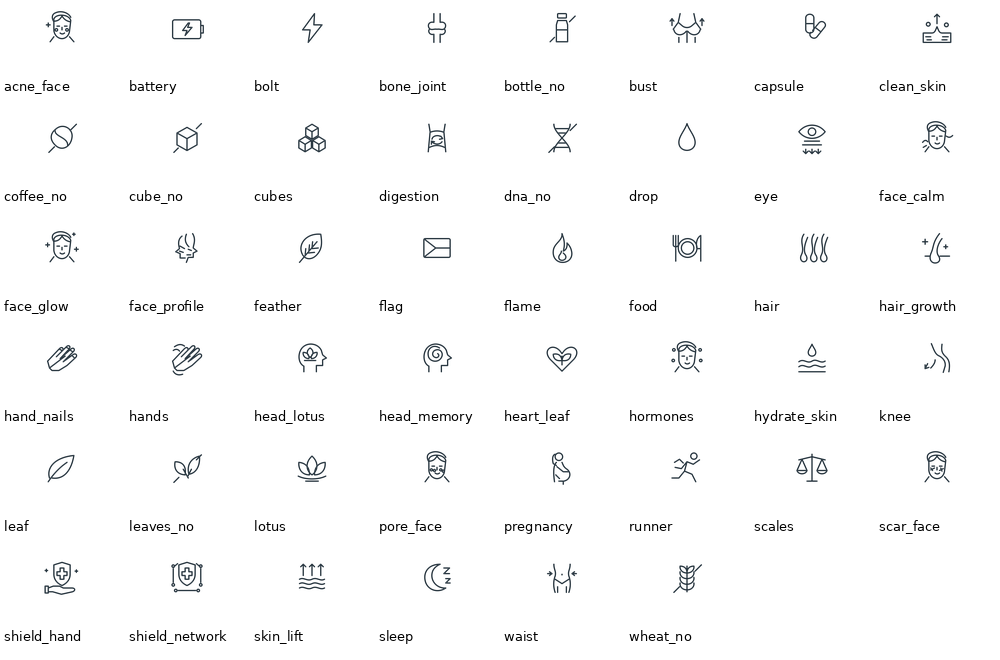 acne_face battery bolt bone_joint bottle_no bust capsule clean_skin
coffee_no cube_no cubes digestion dna_no drop eye face_calm
face_glow face_profile feather flag flame food hair hair_growth
hand_nails hands head_lotus head_memory heart_leaf hormones hydrate_skin knee
leaf leaves_no lotus pore_face pregnancy runner scales scar_face
shield_hand shield_network skin_lift sleep waist wheat_no